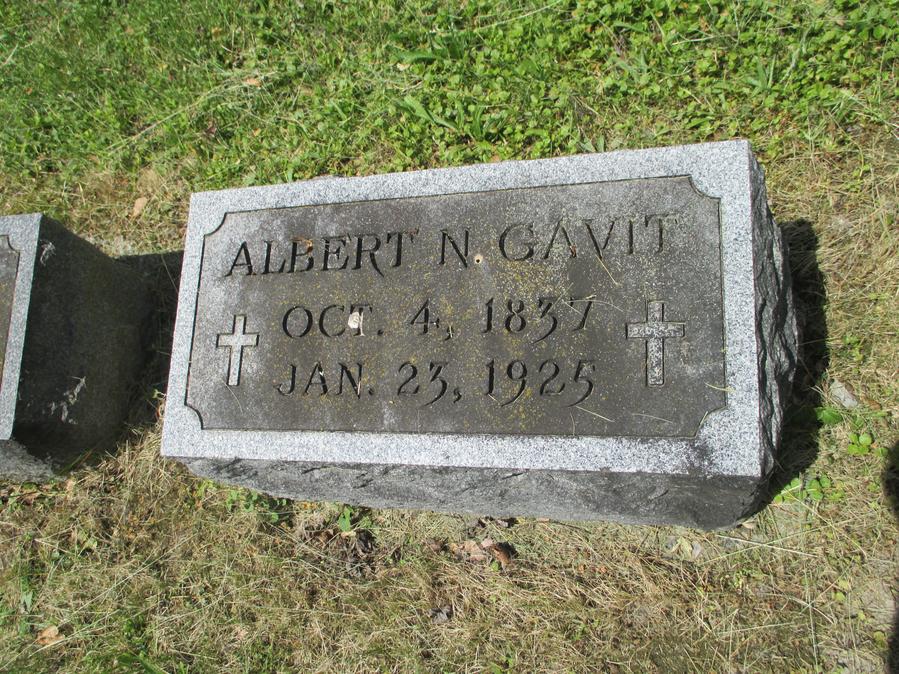 ALBERT N. GAVIT
OCT. 4, 1837
JAN. 23, 1925